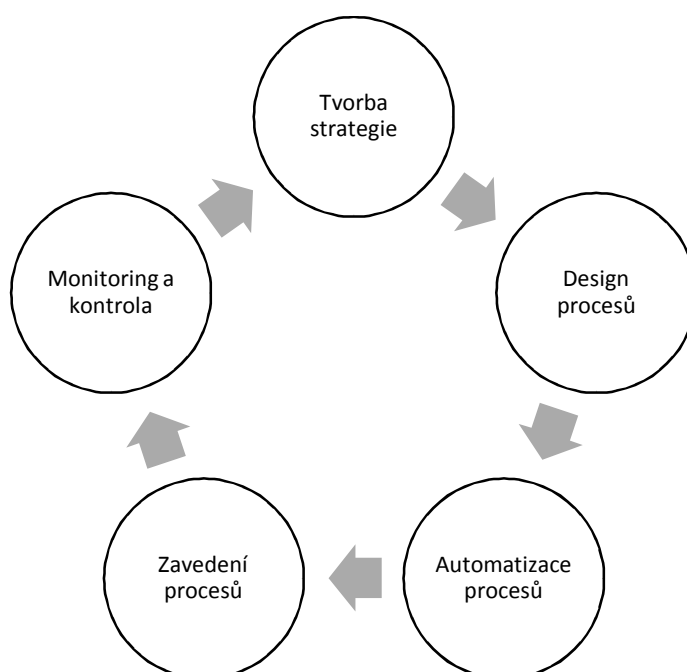 Tvorba
strategie
Design
procesů
Automatizace
procesů
Zavedení
procesů
Monitoring a
kontrola